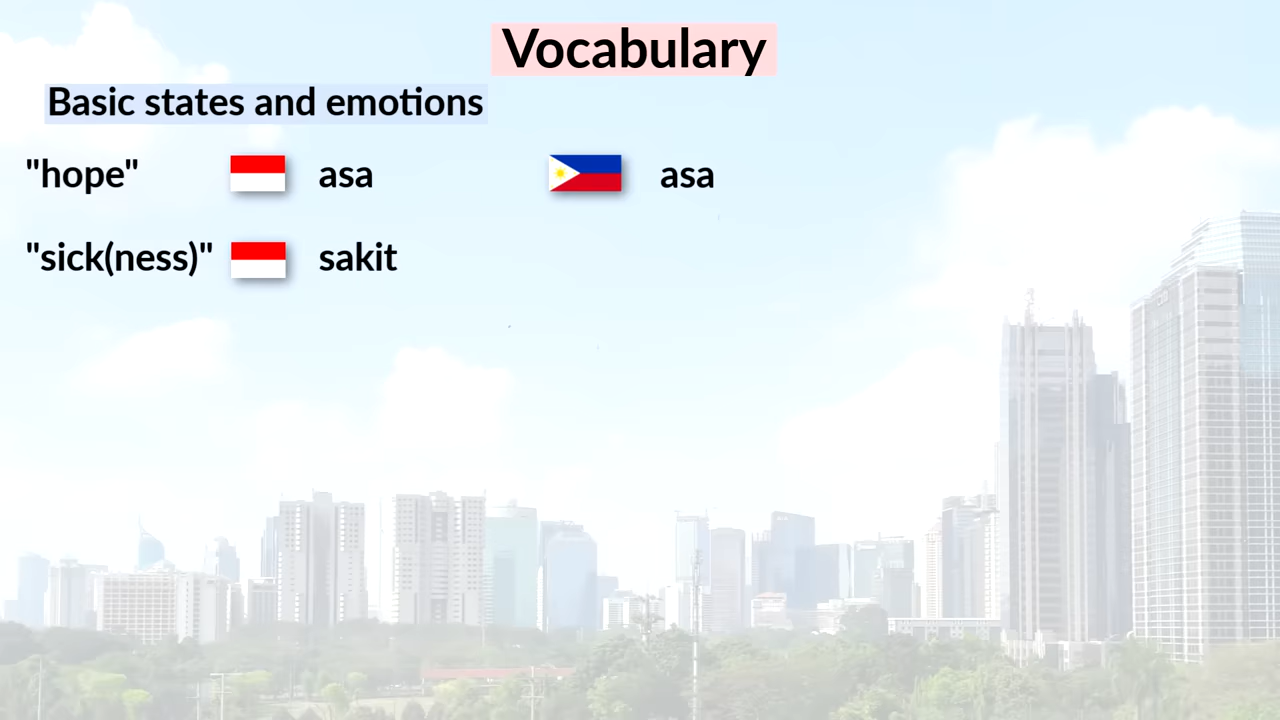 Vocabulary
Basic states and emotions
"hope" asa asa
"sick(ness)" sakit